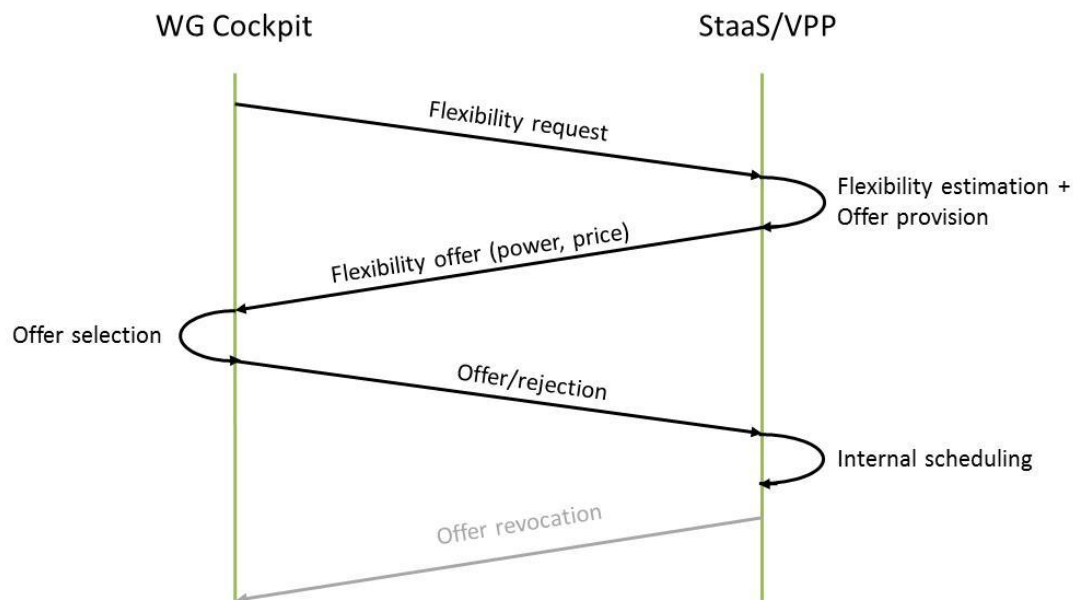 WG Cockpit
StaaS/VPP
Flexibility request
Flexibility estimation +
Offer provision
Flexibility offer (power, price)
Offer selection
Offer/rejection
Internal scheduling
Offer revocation